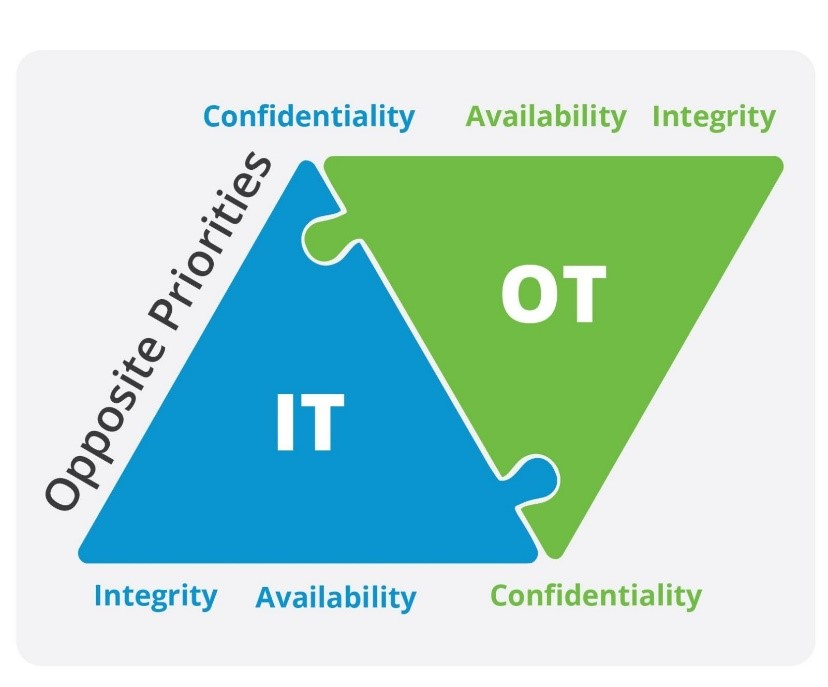 Confidentiality Availability Integrity
Opposite Priorities
OT
IT
Integrity Availability Confidentiality